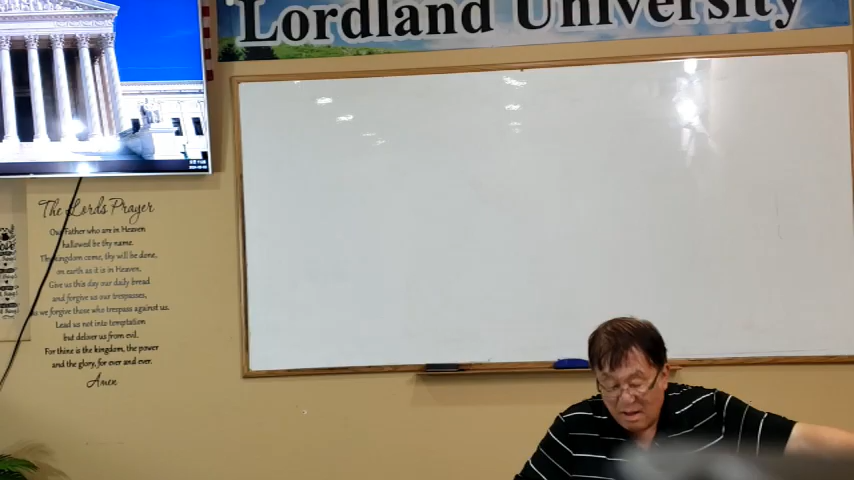 Lordland University
The Lords Prayer
Our Father who are in Heaven
hallowed be thy name.
Thy kingdom come, thy will be done,
on earth as it is in Heaven.
Give us this day our daily bread
and forgive us our trespasses,
as we forgive those who trespass against us.
Lead us not into temptation
but deliver us from evil.
For thine is the kingdom, the power
and the glory, for ever and ever.
Amen